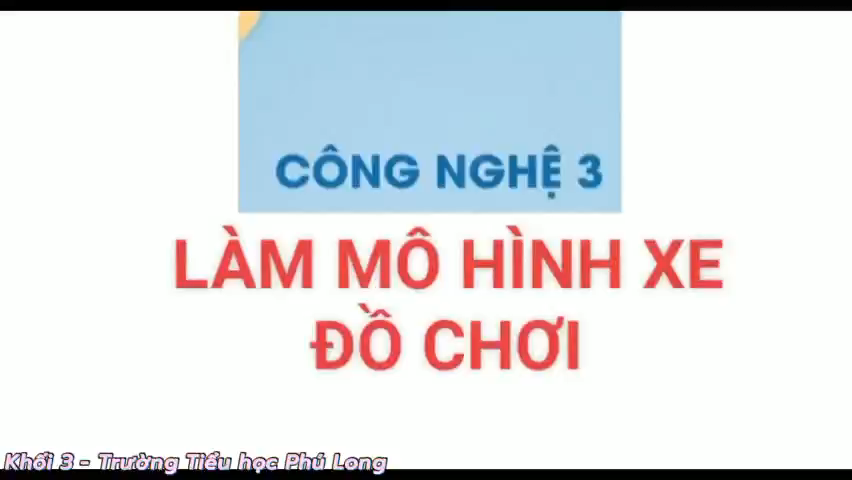 CÔNG NGHỆ 3
LÀM MÔ HÌNH XE
ĐỒ CHƠI
Khối 3 - Trường Tiểu học Phú Long